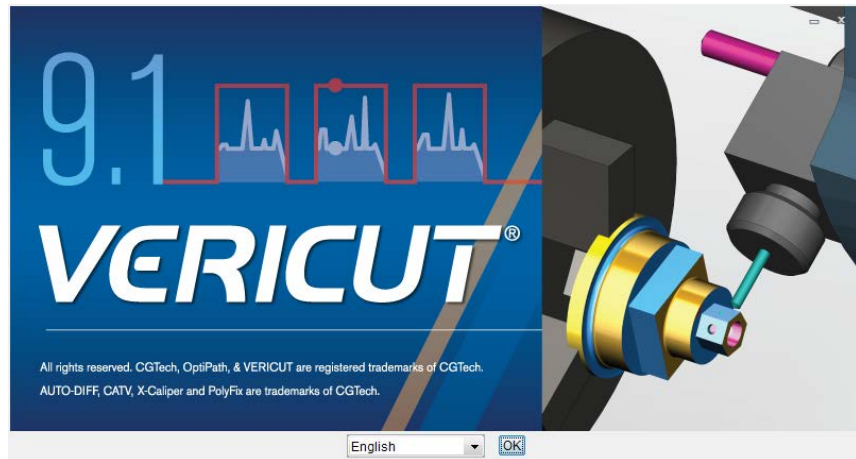 9.1
VERICUT®
All rights reserved. CGTech, OptiPath, & VERICUT are registered trademarks of CGTech.
AUTO-DIFF, CATV, X-Caliper and PolyFix are trademarks of CGTech.
English OK